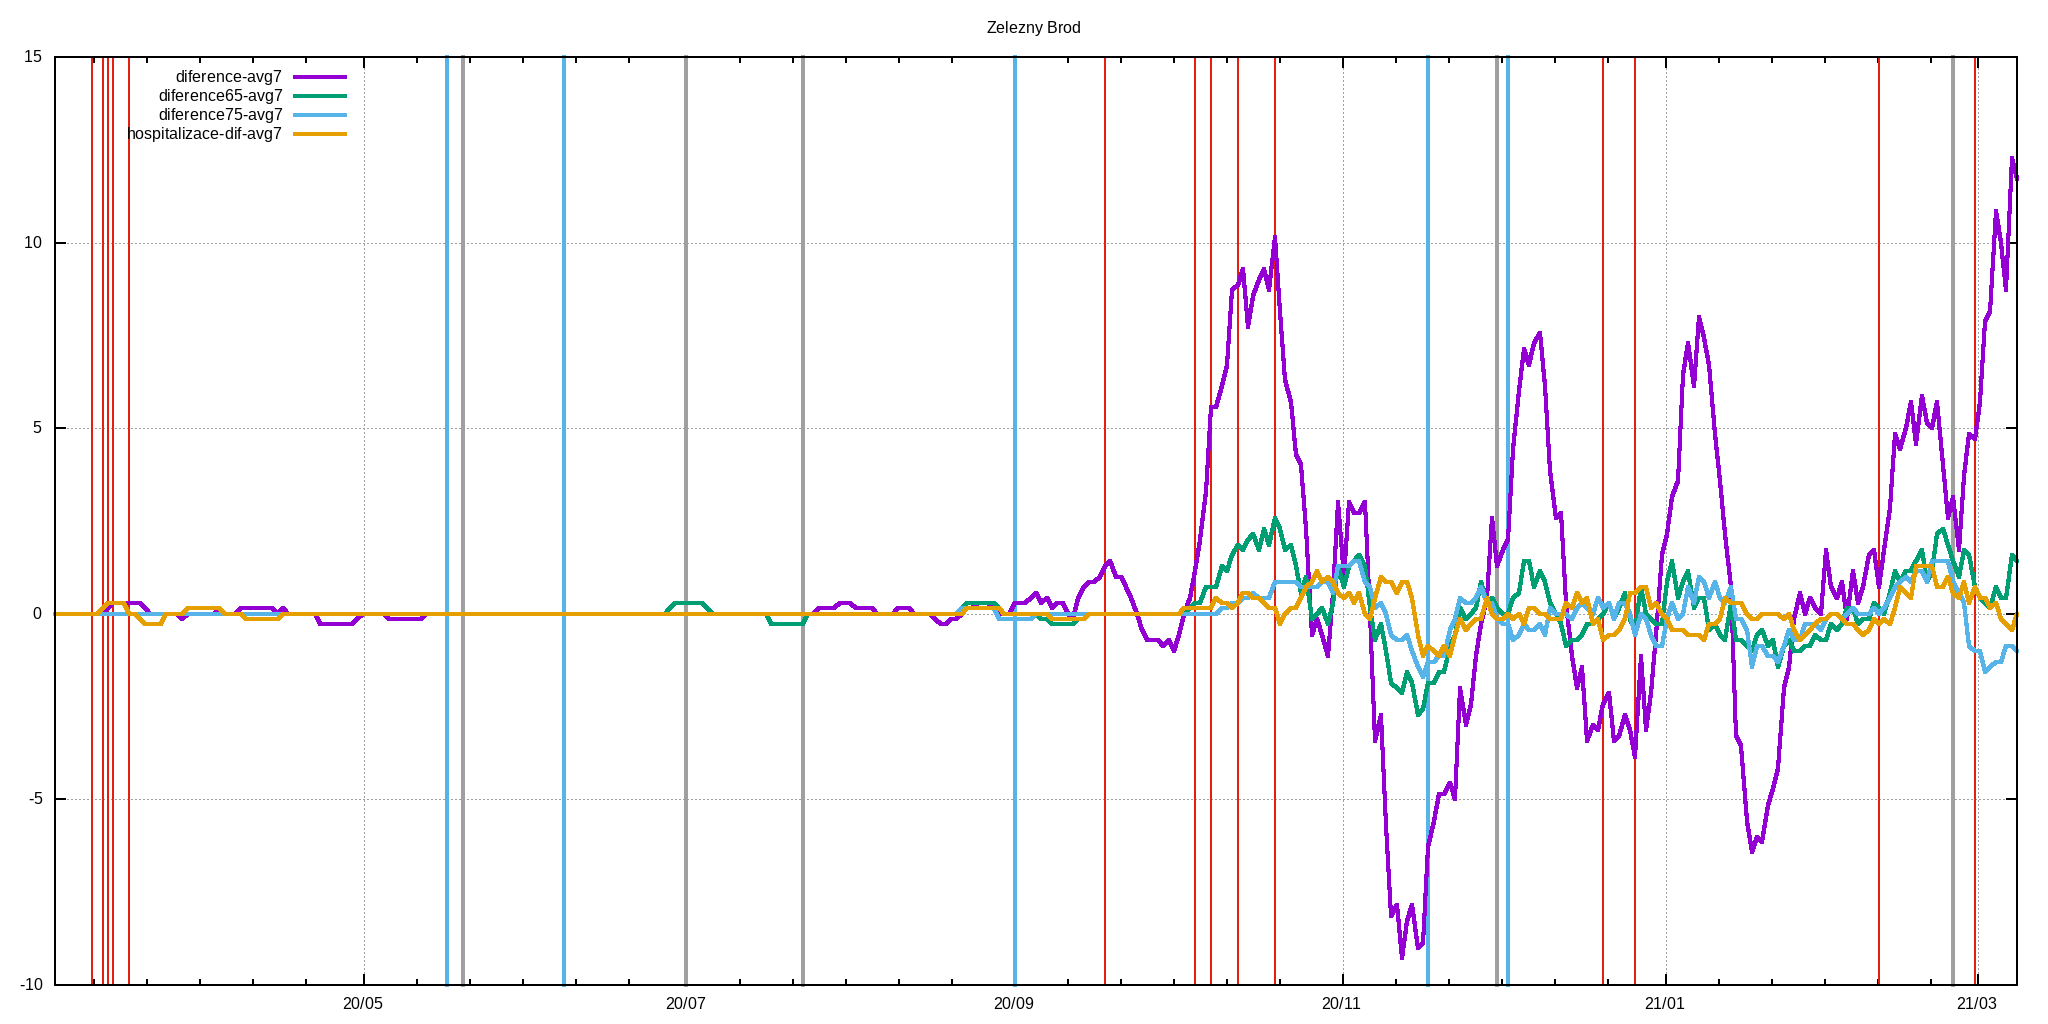 Zelezny Brod
15
10
5
0
-5
-10
diference-avg7
diference65-avg7
diference75-avg7
hospitalizace-dif-avg7
20/05
20/07
20/09
20/11
21/01
21/03